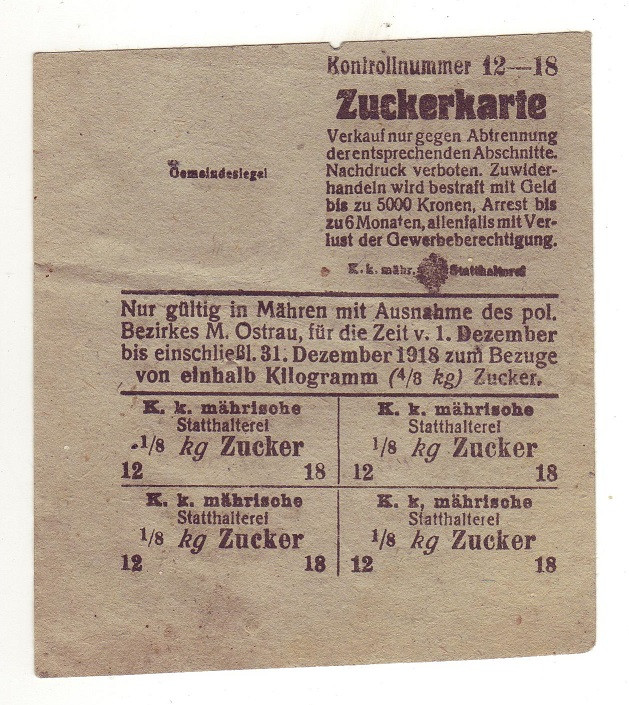 Kontrollnummer 12—18
Zuckerkarte
Verkauf nur gegen Abtrennung
der entsprechenden Abschnitte.
Nachdruck verboten. Zuwider-
handeln wird bestraft mit Geld
bis zu 5000 Kronen, Arrest bis
zu 6 Monaten, allenfalls mit Ver-
lust der Gewerbeberechtigung.
Gemeindesiegel
K. k. mähr. Statthalterei
Nur gültig in Mähren mit Ausnahme des pol.
Bezirkes M. Ostrau, für die Zeit v. 1. Dezember
bis einschließl. 31. Dezember 1918 zum Bezuge
von einhalb Kilogramm (4/8 kg) Zucker.
K. k. mährische
Statthalterei
1/8 kg Zucker
12 18
K. k. mährische
Statthalterei
1/8 kg Zucker
12 18
K. k. mährische
Statthalterei
1/8 kg Zucker
12 18
K. k, mährische
Statthalterei
1/8 kg Zucker
12 18